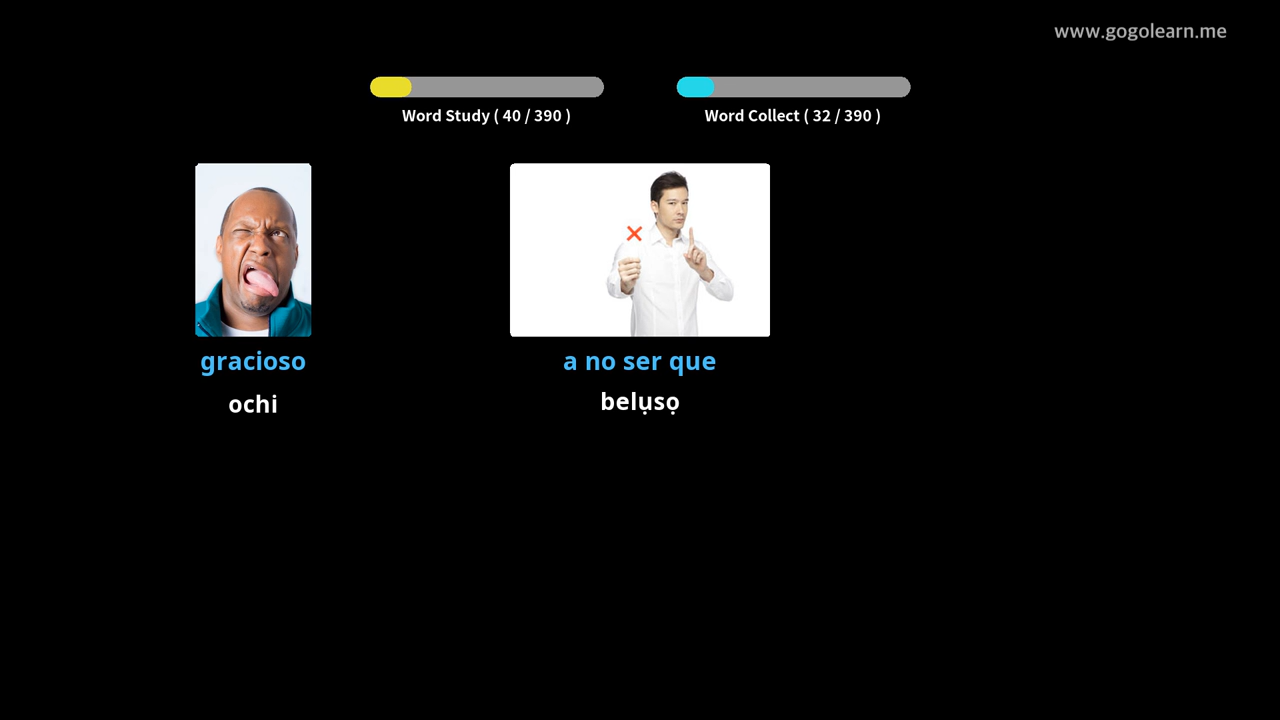 www.gogolearn.me
Word Study ( 40 / 390 )
Word Collect ( 32 / 390 )
gracioso
ochi
a no ser que
belụsọ